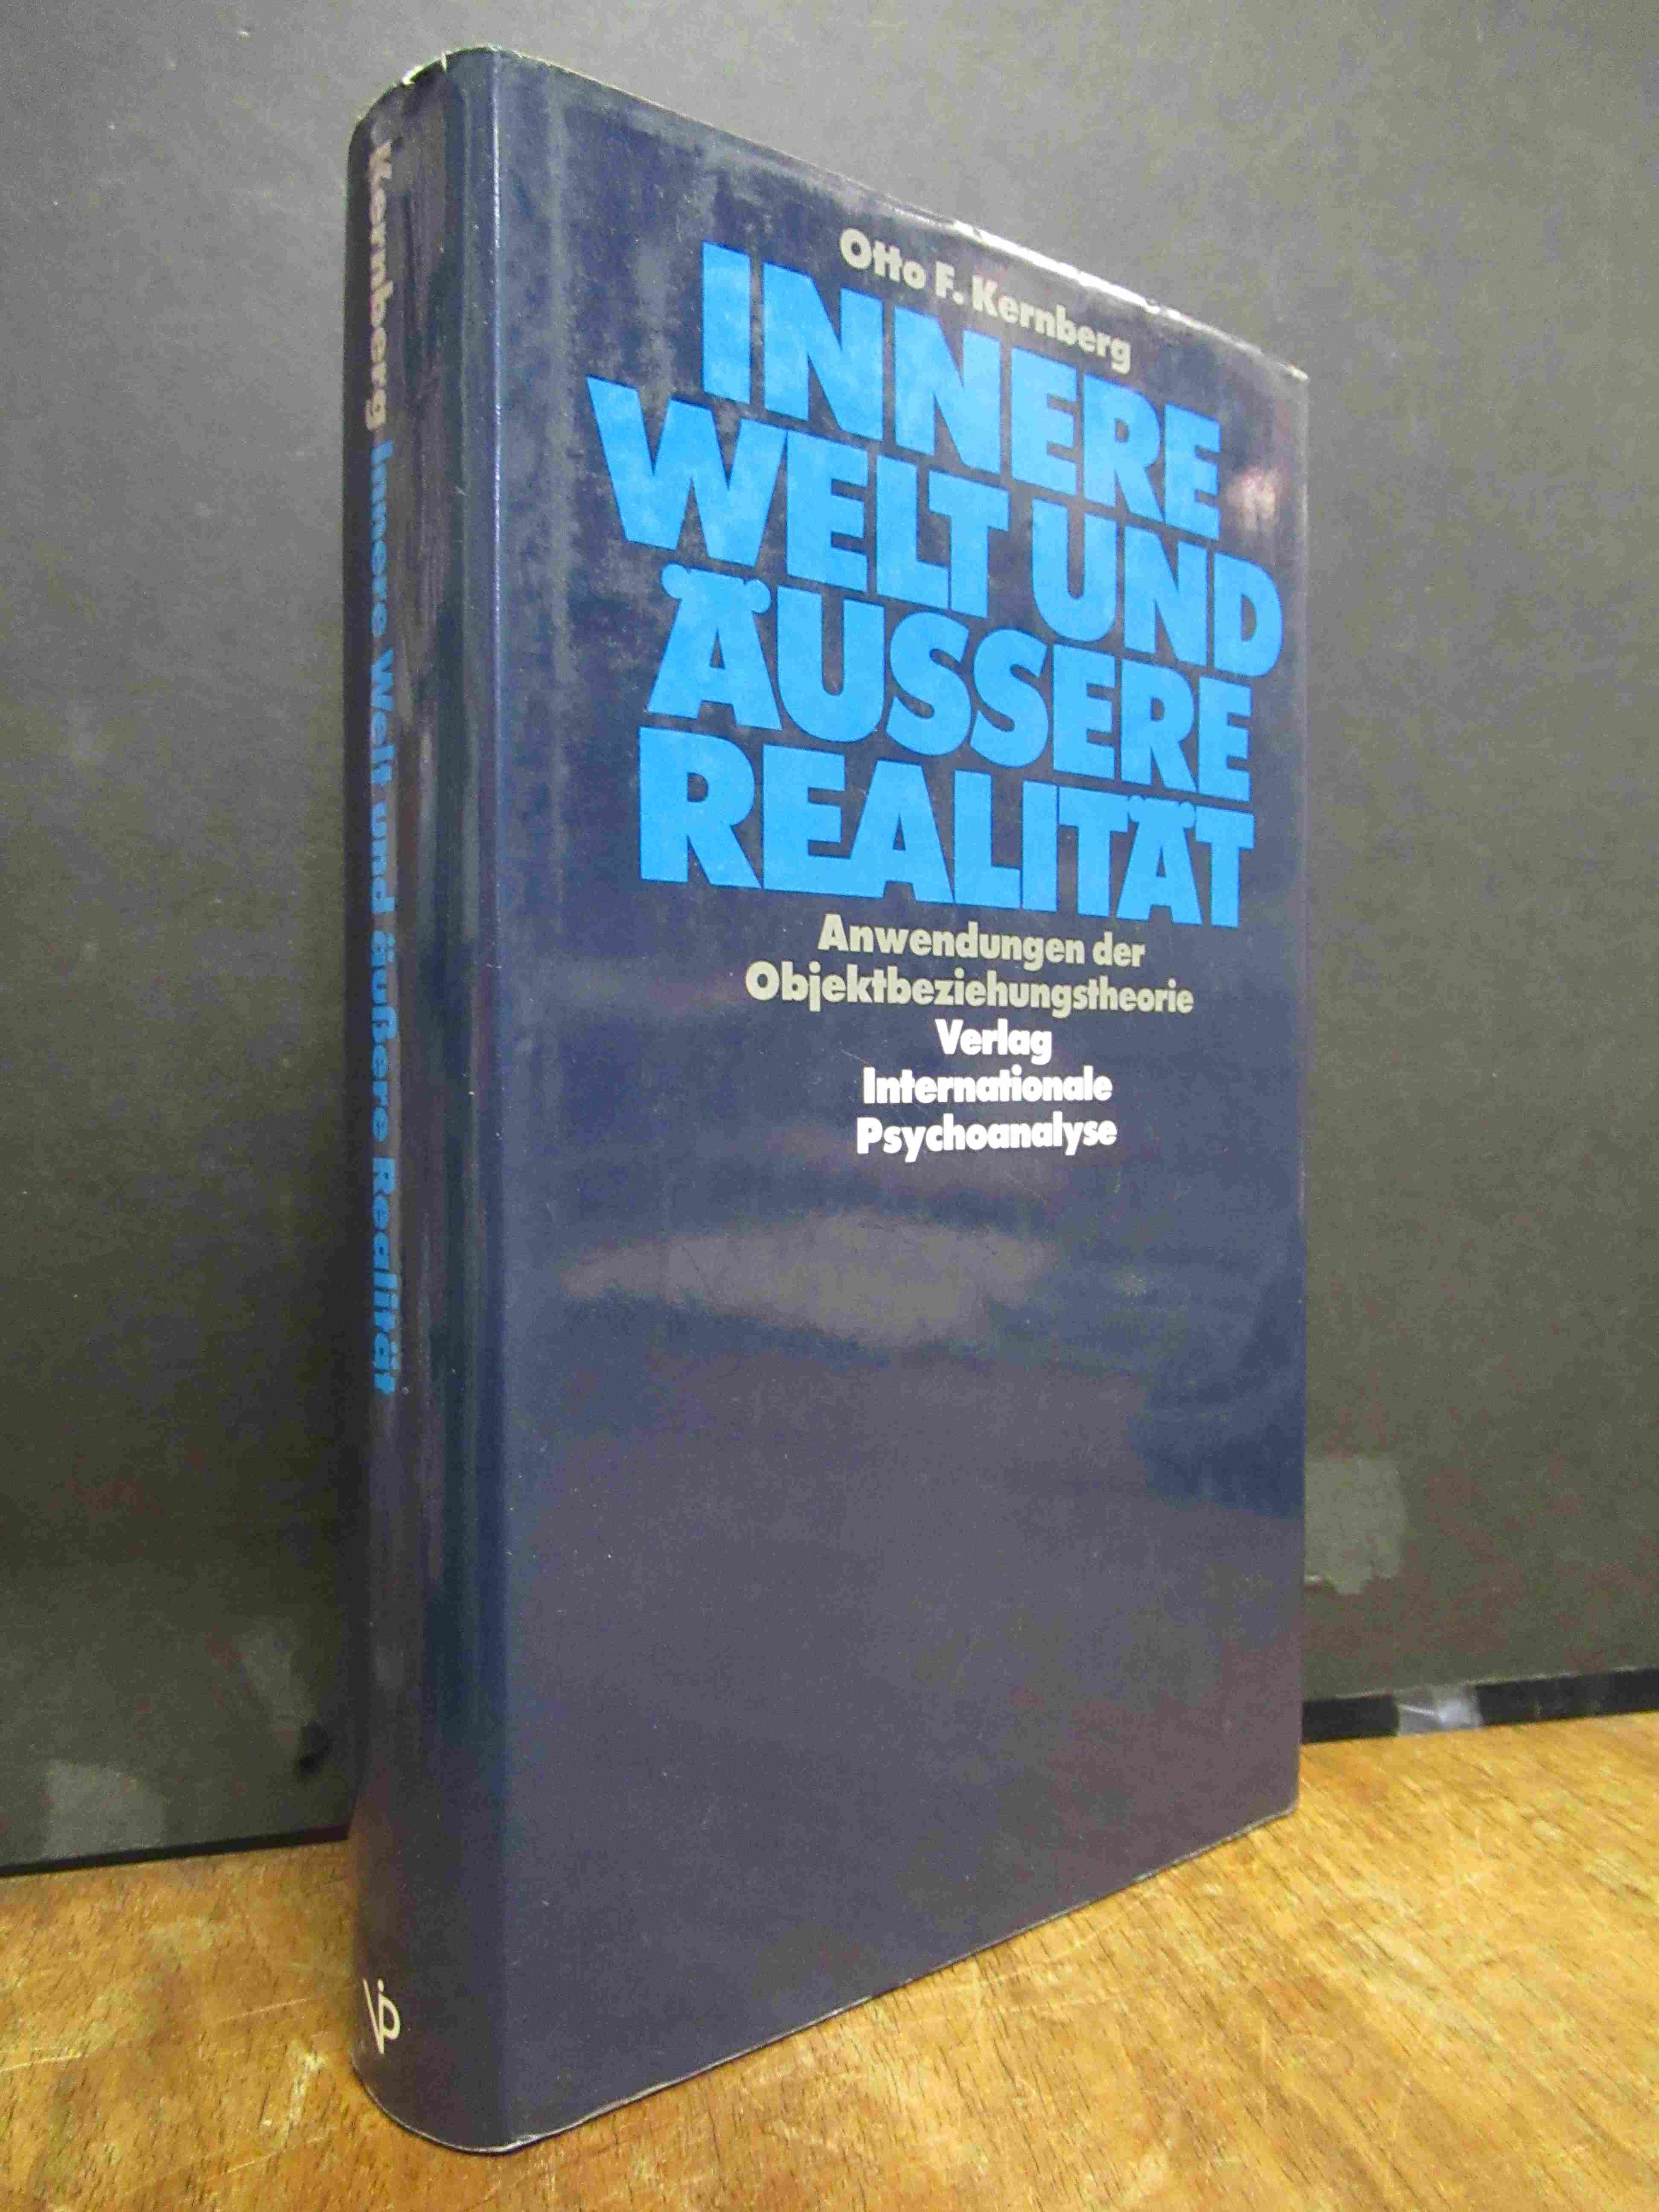 Otto F. Kernberg
INNERE
WELT UND
ÄUSSERE
REALITÄT
Anwendungen der
Objektbeziehungstheorie
Verlag
Internationale
Psychoanalyse
Kernberg Innere Welt und äußere Realität
VIP